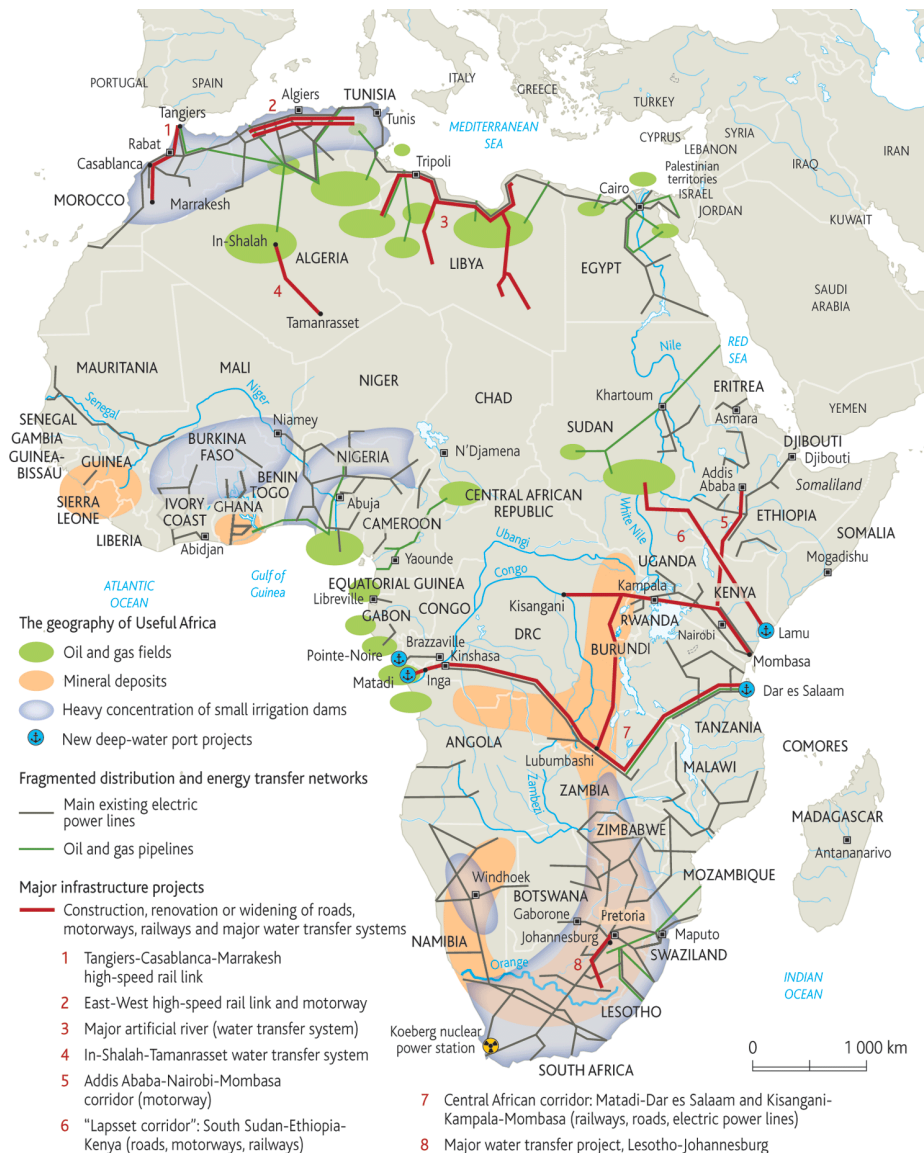 PORTUGAL
SPAIN
ITALY
GREECE
TURKEY
CYPRUS
SYRIA
LEBANON
IRAQ
IRAN
Palestinian
territories
ISRAEL
JORDAN
KUWAIT
SAUDI
ARABIA
YEMEN
MEDITERRANEAN
SEA
RED
SEA
Tangiers
1
Rabat
Casablanca
MOROCCO
Marrakesh
2
Algiers
TUNISIA
Tunis
Tripoli
3
Cairo
In-Shalah
ALGERIA
LIBYA
EGYPT
4
Tamanrasset
MAURITANIA
MALI
NIGER
CHAD
Nile
Khartoum
ERITREA
Asmara
SUDAN
DJIBOUTI
Djibouti
Senegal
Niger
Niamey
SENEGAL
GAMBIA
GUINEA-
BISSAU
GUINEA
BURKINA
FASO
NIGERIA
N'Djamena
SIERRA
LEONE
IVORY
COAST
GHANA
BENIN
TOGO
Abuja
LIBERIA
Abidjan
CAMEROON
CENTRAL AFRICAN
REPUBLIC
Addis
Ababa
Somaliland
ETHIOPIA
SOMALIA
White Nile
6
5
Mogadishu
ATLANTIC
OCEAN
Gulf of
Guinea
Yaounde
EQUATORIAL GUINEA
Libreville
GABON
CONGO
Ubangi
Congo
Kisangani
UGANDA
Kampala
KENYA
RWANDA
Nairobi
Lamu
Mombasa
DRC
BURUNDI
Brazzaville
Pointe-Noire
Kinshasa
Matadi
Inga
Dar es Salaam
TANZANIA
7
ANGOLA
Lubumbashi
Zambezi
ZAMBIA
MALAWI
COMORES
MADAGASCAR
Antananarivo
ZIMBABWE
MOZAMBIQUE
Windhoek
BOTSWANA
Gaborone
Pretoria
Johannesburg
Maputo
NAMIBIA
SWAZILAND
Orange
8
LESOTHO
Koeberg nuclear
power station
SOUTH AFRICA
INDIAN
OCEAN
0
1 000 km
The geography of Useful Africa
Oil and gas fields
Mineral deposits
Heavy concentration of small irrigation dams
New deep-water port projects
Fragmented distribution and energy transfer networks
Main existing electric
power lines
Oil and gas pipelines
Major infrastructure projects
Construction, renovation or widening of roads,
motorways, railways and major water transfer systems
1 Tangiers-Casablanca-Marrakesh
high-speed rail link
2 East-West high-speed rail link and motorway
3 Major artificial river (water transfer system)
4 In-Shalah-Tamanrasset water transfer system
5 Addis Ababa-Nairobi-Mombasa
corridor (motorway)
6 "Lapsset corridor": South Sudan-Ethiopia-
Kenya (roads, motorways, railways)
7 Central African corridor: Matadi-Dar es Salaam and Kisangani-
Kampala-Mombasa (railways, roads, electric power lines)
8 Major water transfer project, Lesotho-Johannesburg